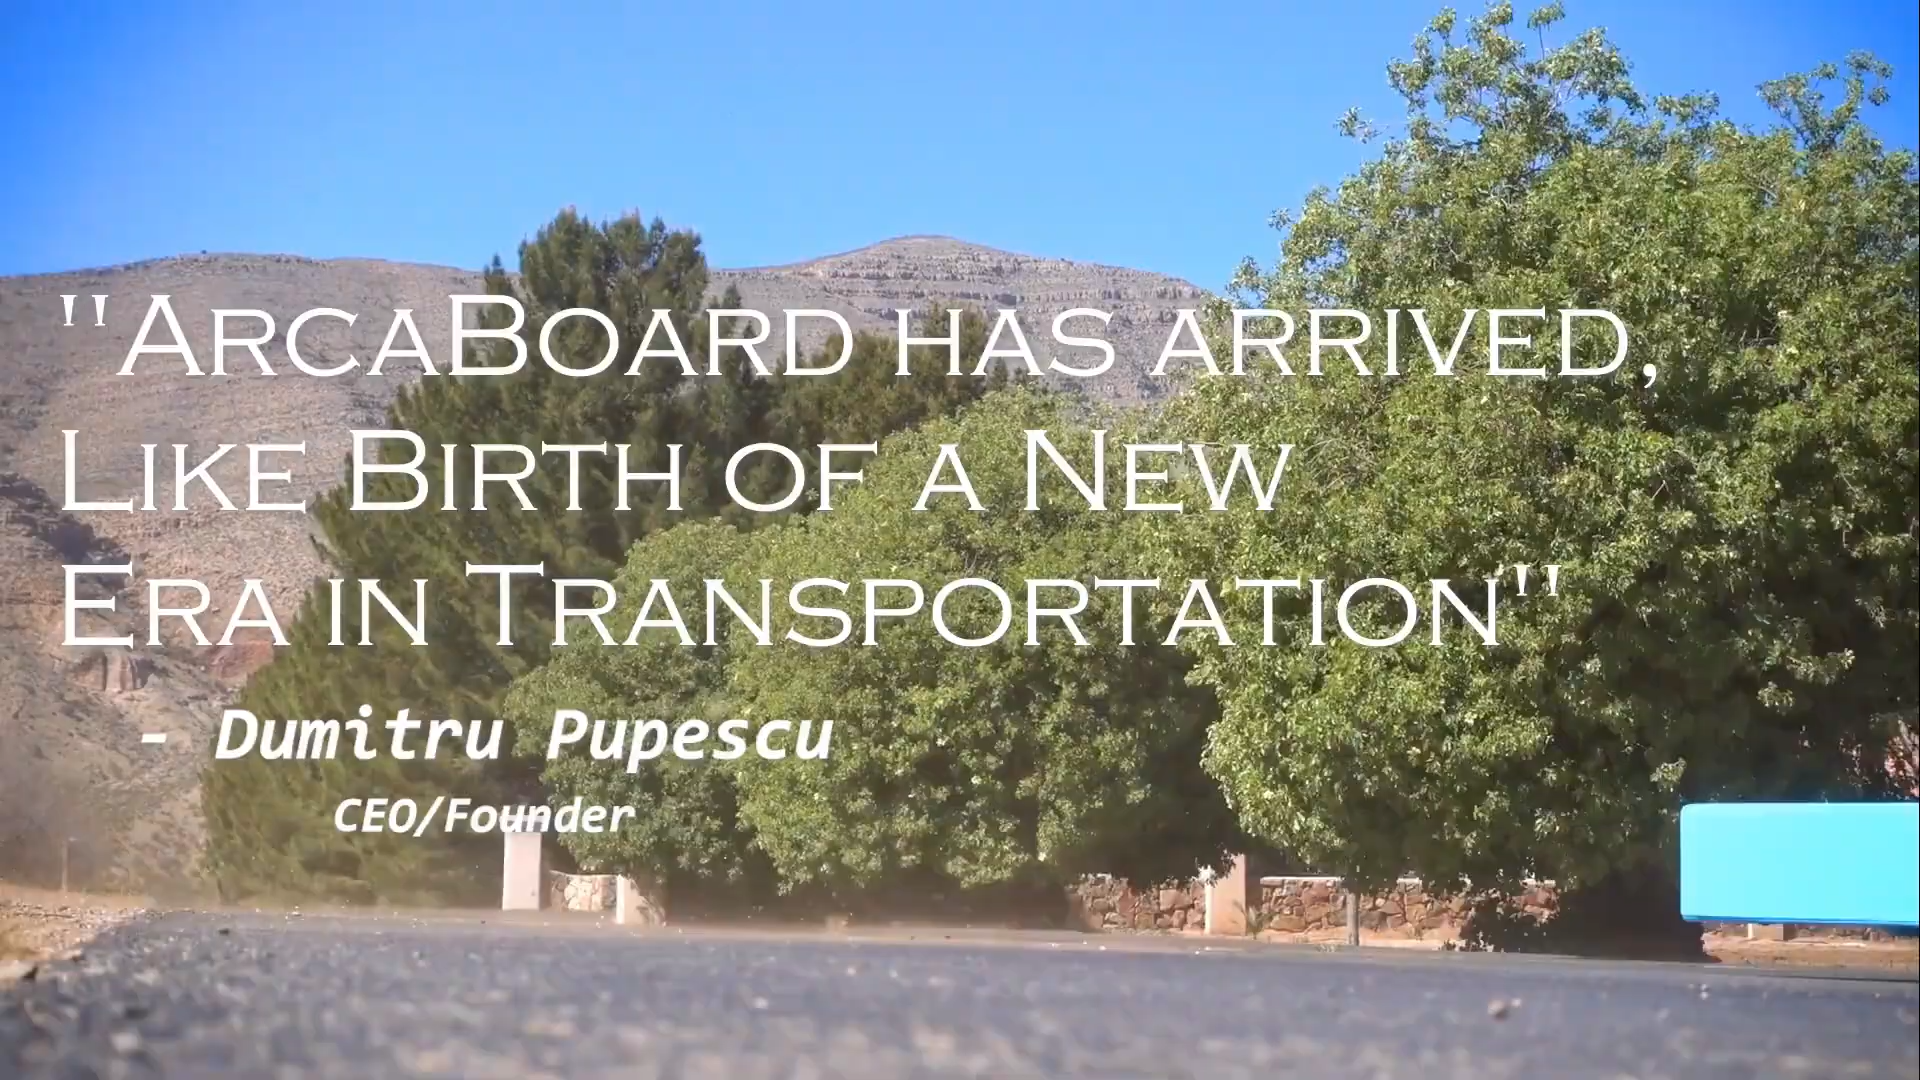 "ArcaBoard has arrived,
Like Birth of a New
Era in Transportation"
- Dumitru Pupescu
CEO/Founder